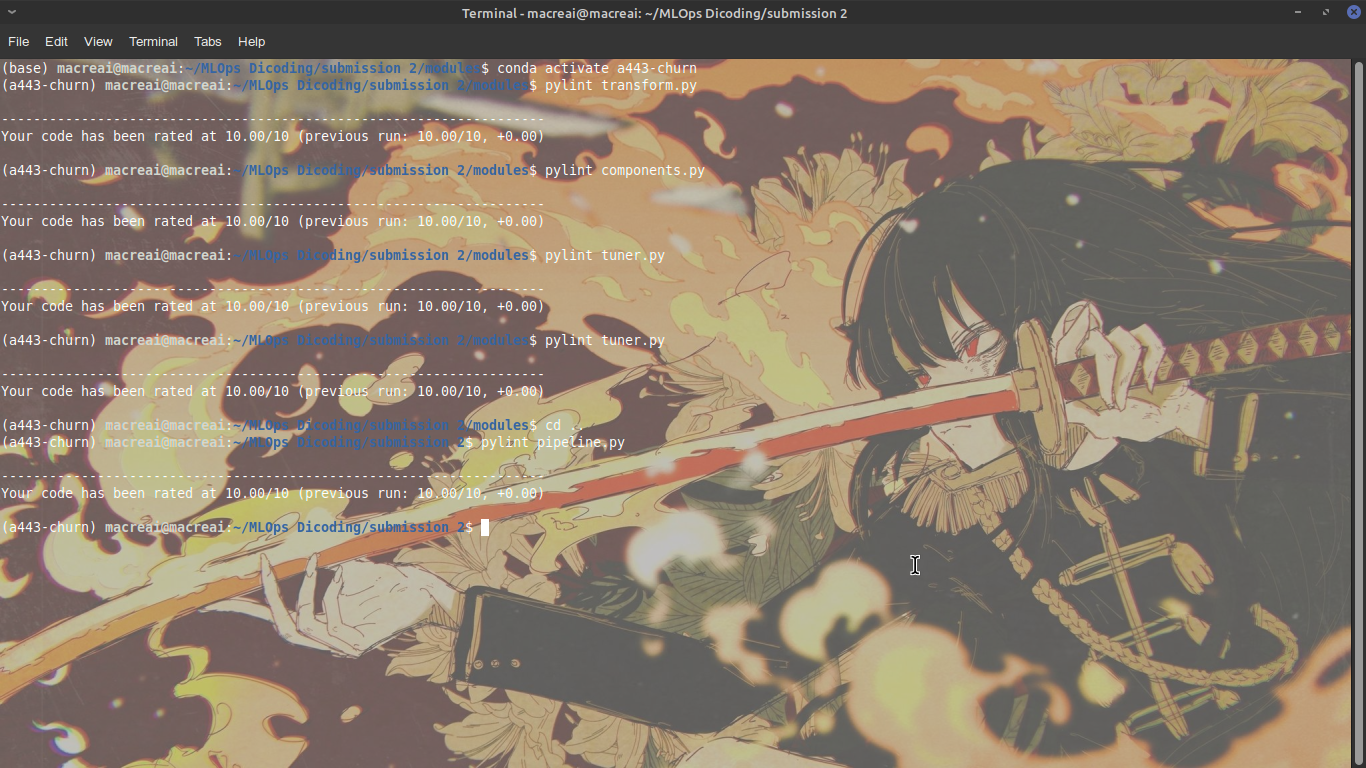 Terminal - macreai@macreai: ~/MLOps Dicoding/submission 2
File Edit View Terminal Tabs Help
(base) macreai@macreai:~/MLOps Dicoding/submission 2/modules$ conda activate a443-churn
(a443-churn) macreai@macreai:~/MLOps Dicoding/submission 2/modules$ pylint transform.py
--------------------------------------------------------------------
Your code has been rated at 10.00/10 (previous run: 10.00/10, +0.00)
(a443-churn) macreai@macreai:~/MLOps Dicoding/submission 2/modules$ pylint components.py
--------------------------------------------------------------------
Your code has been rated at 10.00/10 (previous run: 10.00/10, +0.00)
(a443-churn) macreai@macreai:~/MLOps Dicoding/submission 2/modules$ pylint tuner.py
--------------------------------------------------------------------
Your code has been rated at 10.00/10 (previous run: 10.00/10, +0.00)
(a443-churn) macreai@macreai:~/MLOps Dicoding/submission 2/modules$ pylint tuner.py
--------------------------------------------------------------------
Your code has been rated at 10.00/10 (previous run: 10.00/10, +0.00)
(a443-churn) macreai@macreai:~/MLOps Dicoding/submission 2/modules$ cd ..
(a443-churn) macreai@macreai:~/MLOps Dicoding/submission 2$ pylint pipeline.py
--------------------------------------------------------------------
Your code has been rated at 10.00/10 (previous run: 10.00/10, +0.00)
(a443-churn) macreai@macreai:~/MLOps Dicoding/submission 2$